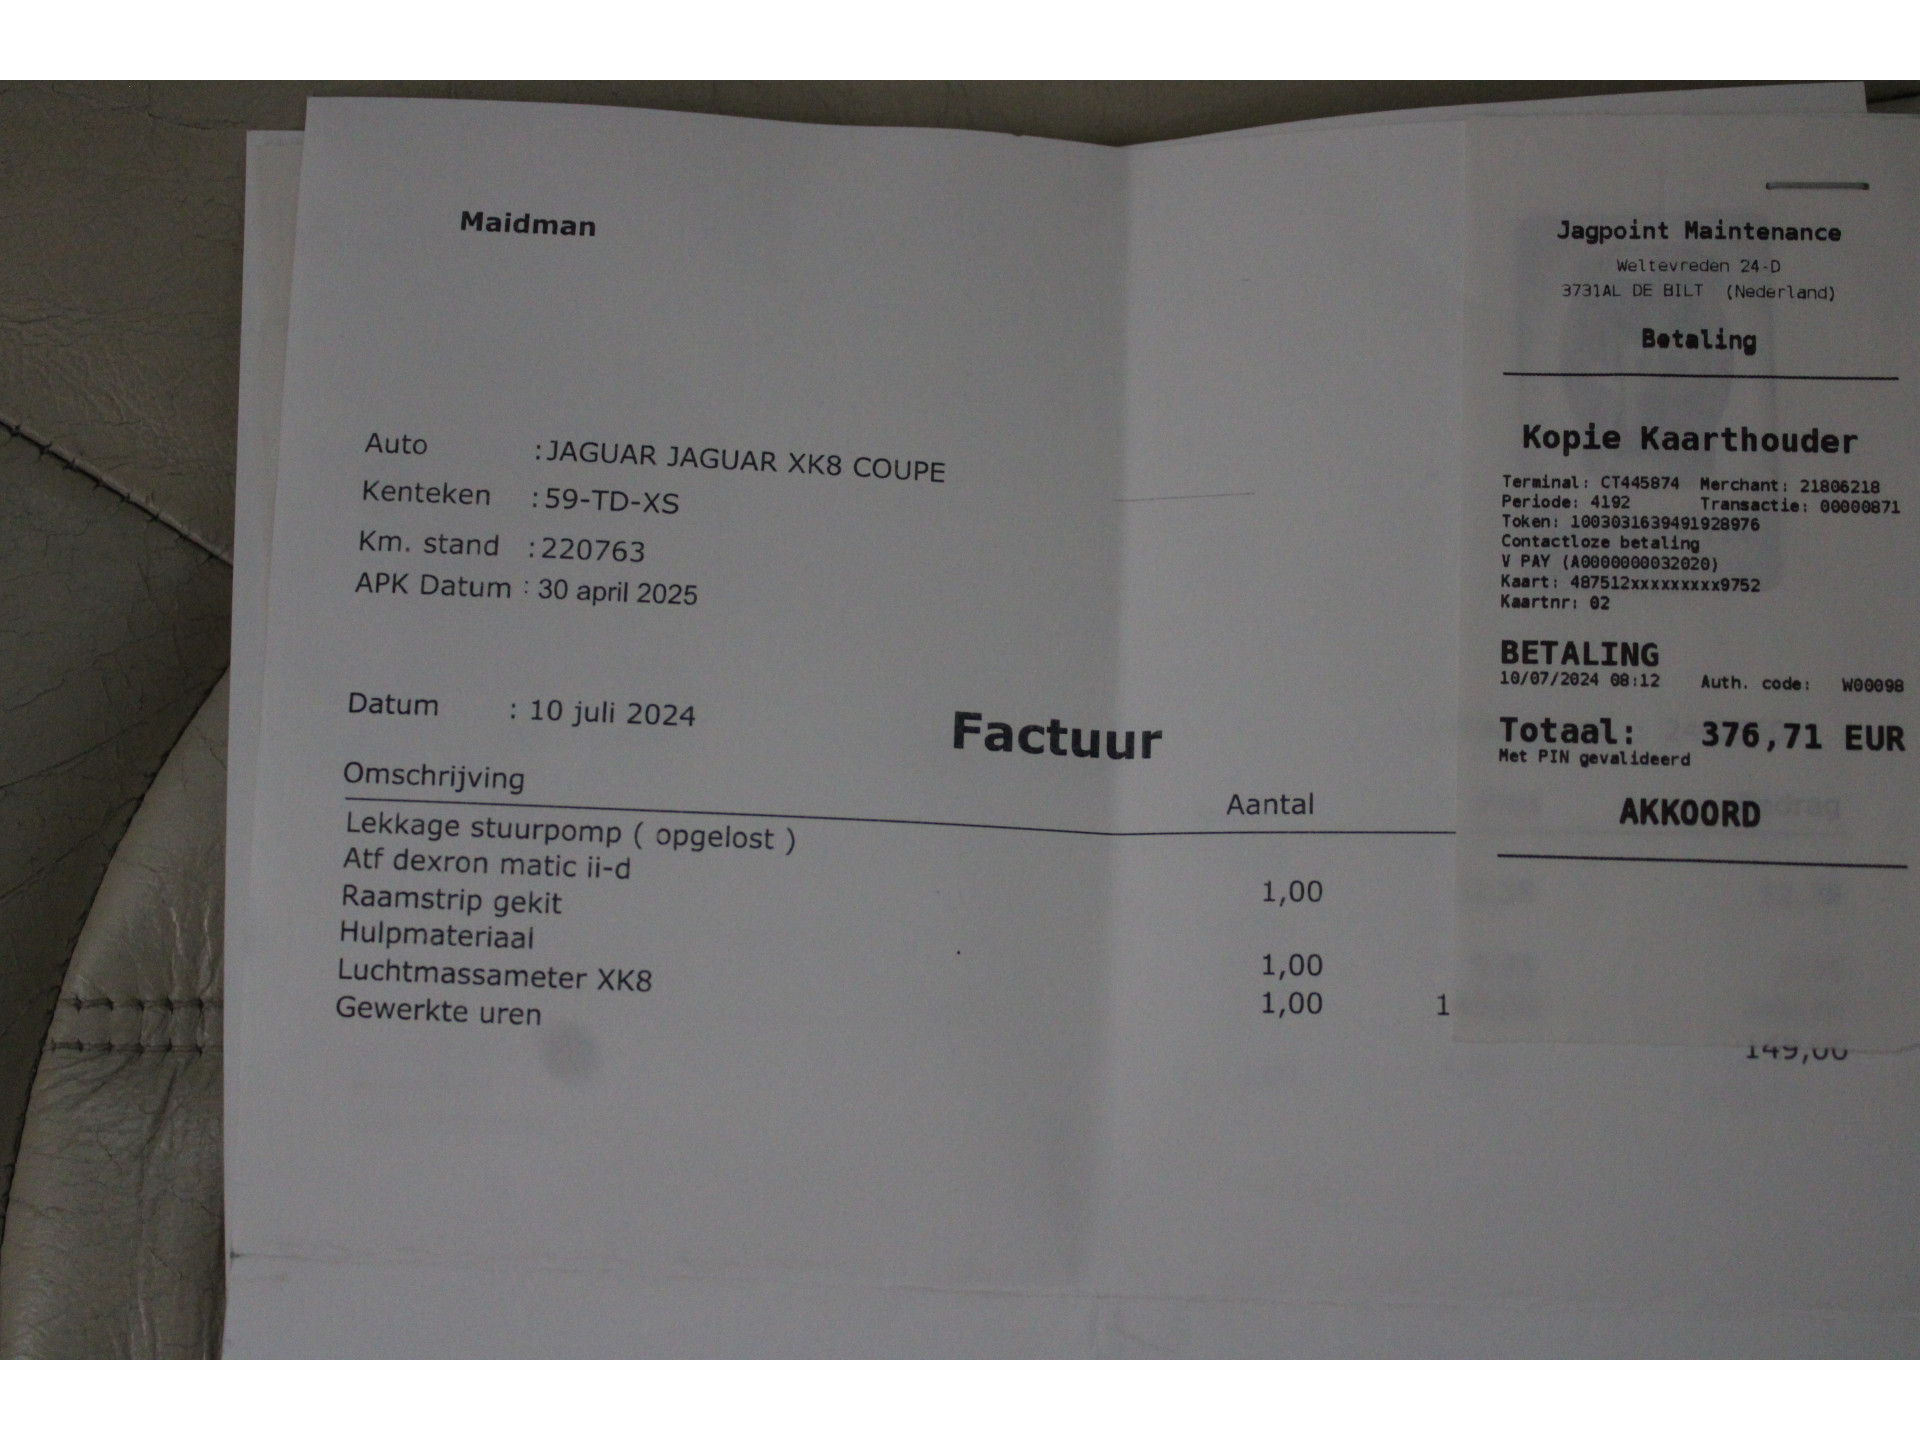 Maidman
Auto :JAGUAR JAGUAR XK8 COUPE
Kenteken :59-TD-XS
Km. stand :220763
APK Datum : 30 april 2025
Datum : 10 juli 2024
Factuur
Omschrijving Aantal
Lekkage stuurpomp ( opgelost )
Atf dexron matic ii-d 1,00
Raamstrip gekit
Hulpmateriaal 1,00
Luchtmassameter XK8 1,00 1
Gewerkte uren 149,00
Jagpoint Maintenance
Weltevreden 24-D
3731AL DE BILT (Nederland)
Betaling
Kopie Kaarthouder
Terminal: CT445874 Merchant: 21806218
Periode: 4192 Transactie: 00000871
Token: 1003031639491928976
Contactloze betaling
V PAY (A0000000032020)
Kaart: 487512xxxxxxxxx9752
Kaartnr: 02
BETALING
10/07/2024 08:12 Auth. code: W00098
Totaal: 376,71 EUR
Met PIN gevalideerd
AKKOORD